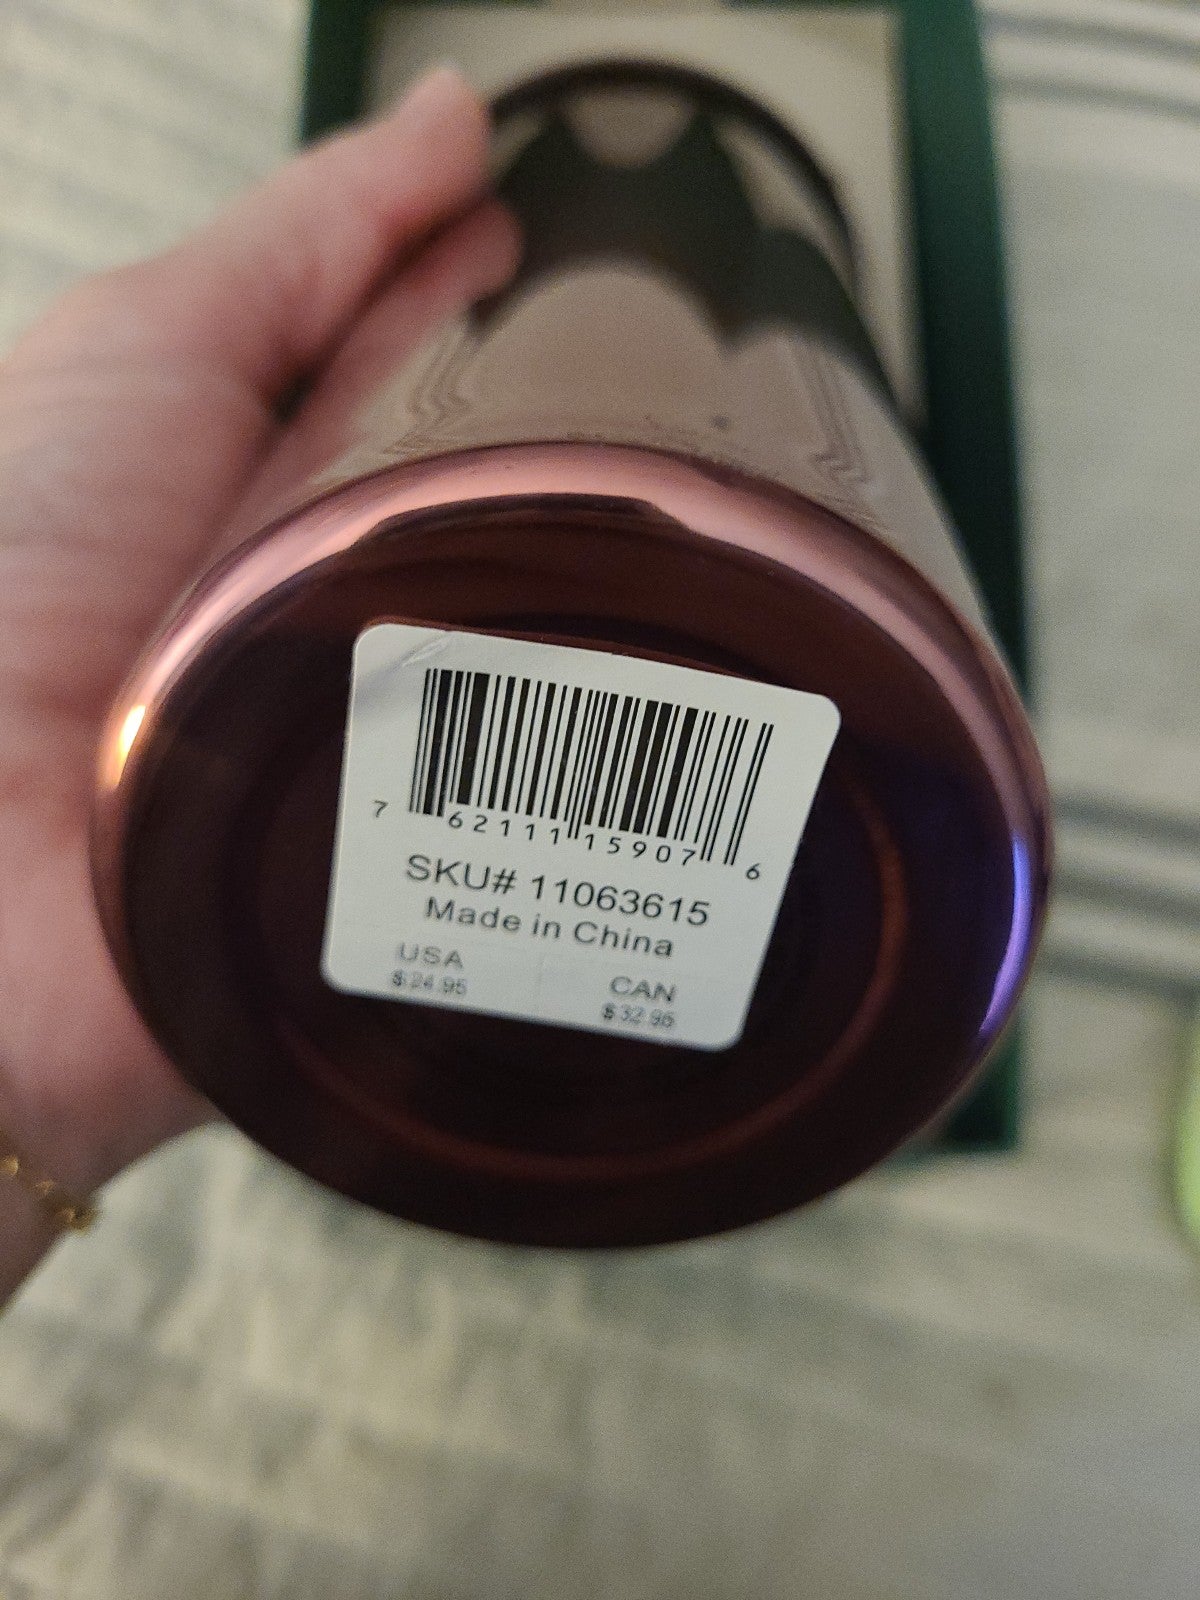 7 62111 15907 6
SKU# 11063615
Made in China
USA CAN
$24.95 $32.95